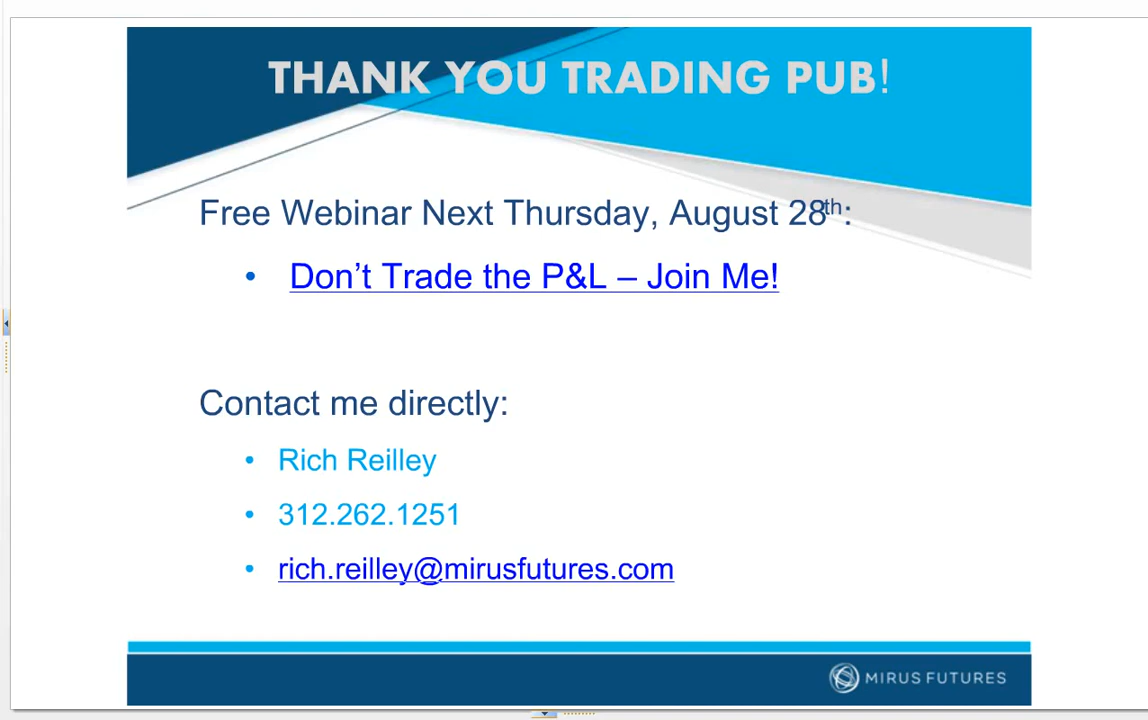 THANK YOU TRADING PUB!
Free Webinar Next Thursday, August 28th:
• Don’t Trade the P&L – Join Me!
Contact me directly:
• Rich Reilley
• 312.262.1251
• rich.reilley@mirusfutures.com
MIRUS FUTURES